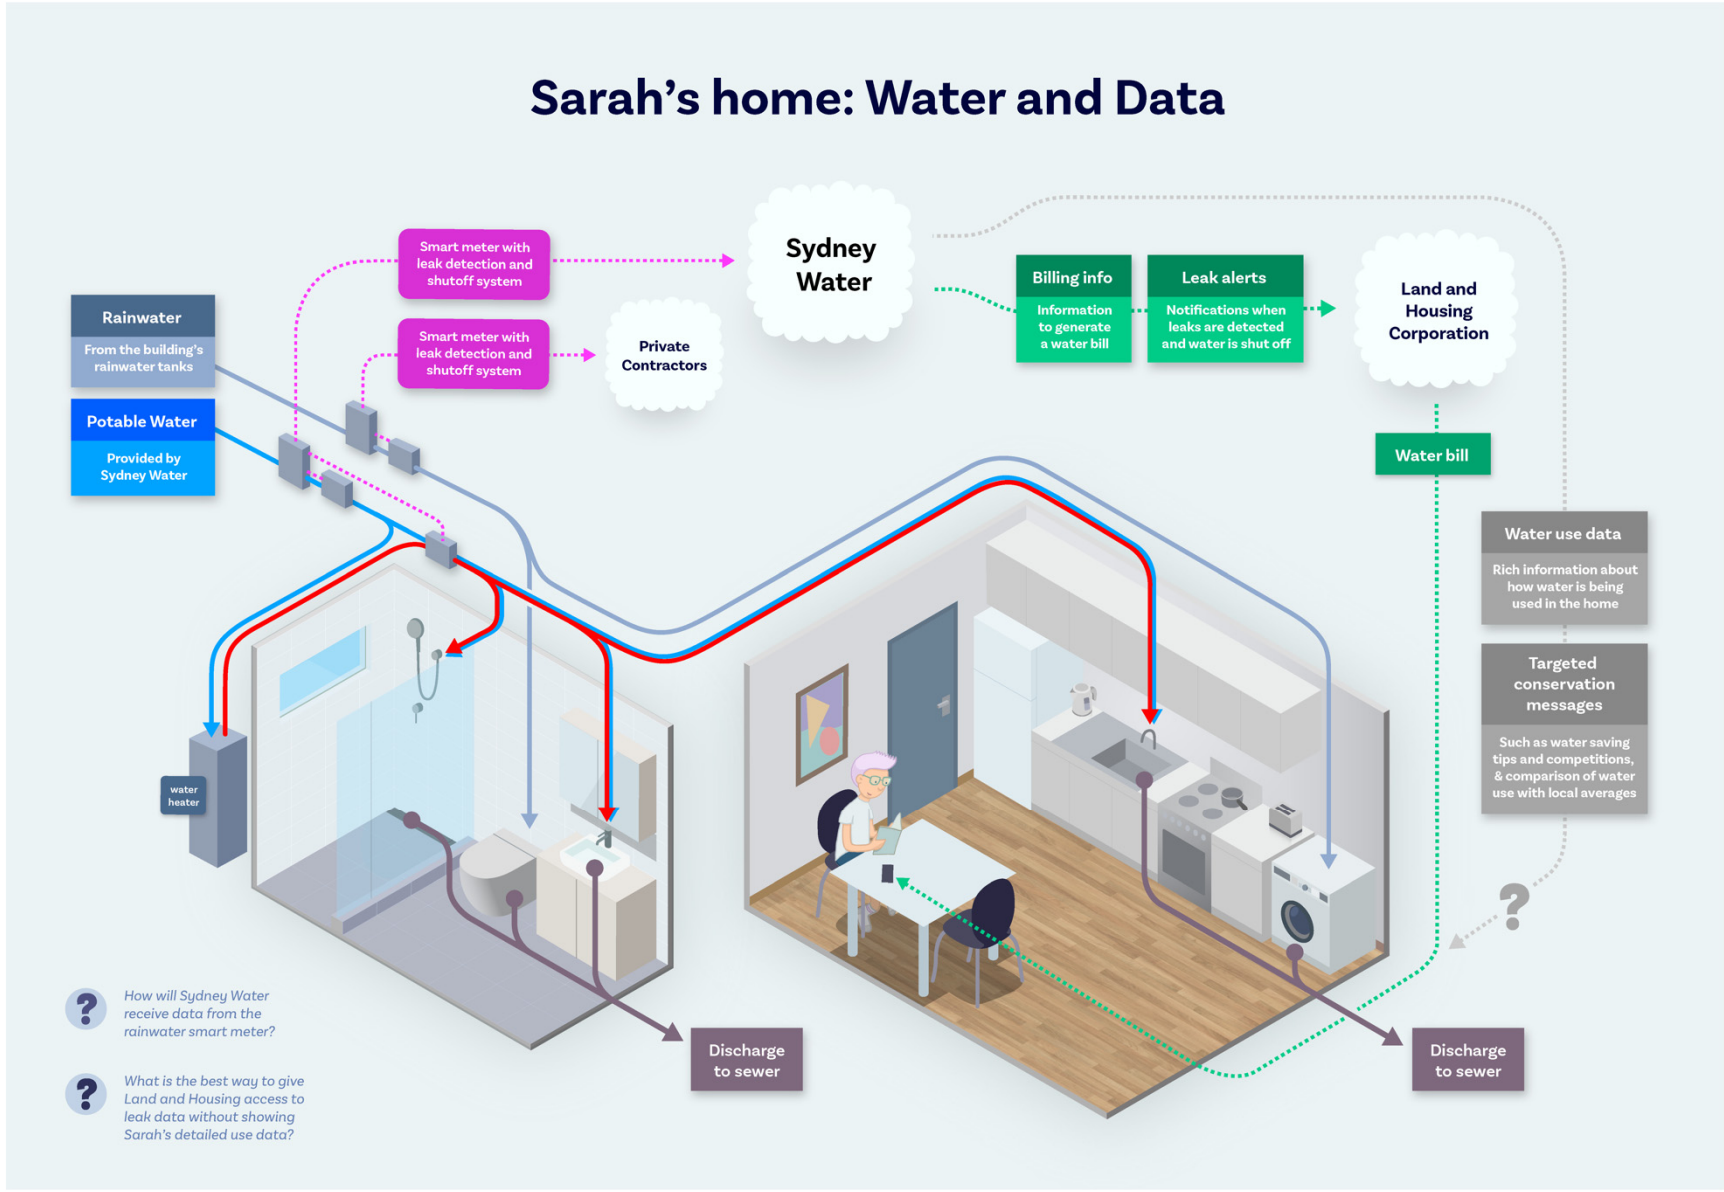 Sarah's home: Water and Data
Smart meter with
leak detection and
shutoff system
Sydney
Water
Billing info
Information
to generate
a water bill
Leak alerts
Notifications when
leaks are detected
and water is shut off
Land and
Housing
Corporation
Rainwater
From the building's
rainwater tanks
Smart meter with
leak detection and
shutoff system
Private
Contractors
Potable Water
Provided by
Sydney Water
Water bill
Water use data
Rich information about
how water is being
used in the home
Targeted
conservation
messages
Such as water saving
tips and competitions,
& comparison of water
use with local averages
water
heater
?
? How will Sydney Water
receive data from the
rainwater smart meter?
Discharge
to sewer
Discharge
to sewer
? What is the best way to give
Land and Housing access to
leak data without showing
Sarah's detailed use data?